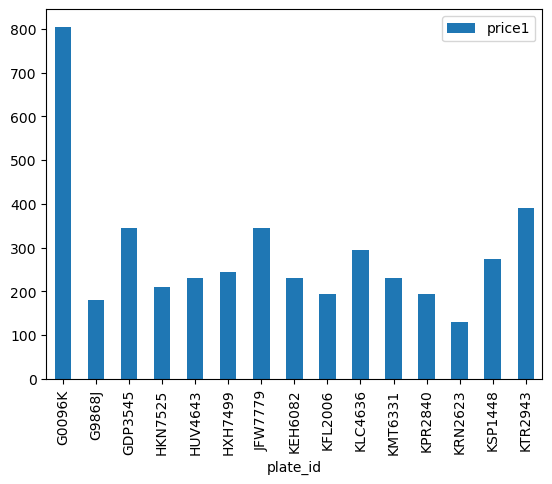 price1
800
700
600
500
400
300
200
100
0
G0096K
G9868J
GDP3545
HKN7525
HUV4643
HXH7499
JFW7779
KEH6082
KFL2006
KLC4636
KMT6331
KPR2840
KRN2623
KSP1448
KTR2943
plate_id